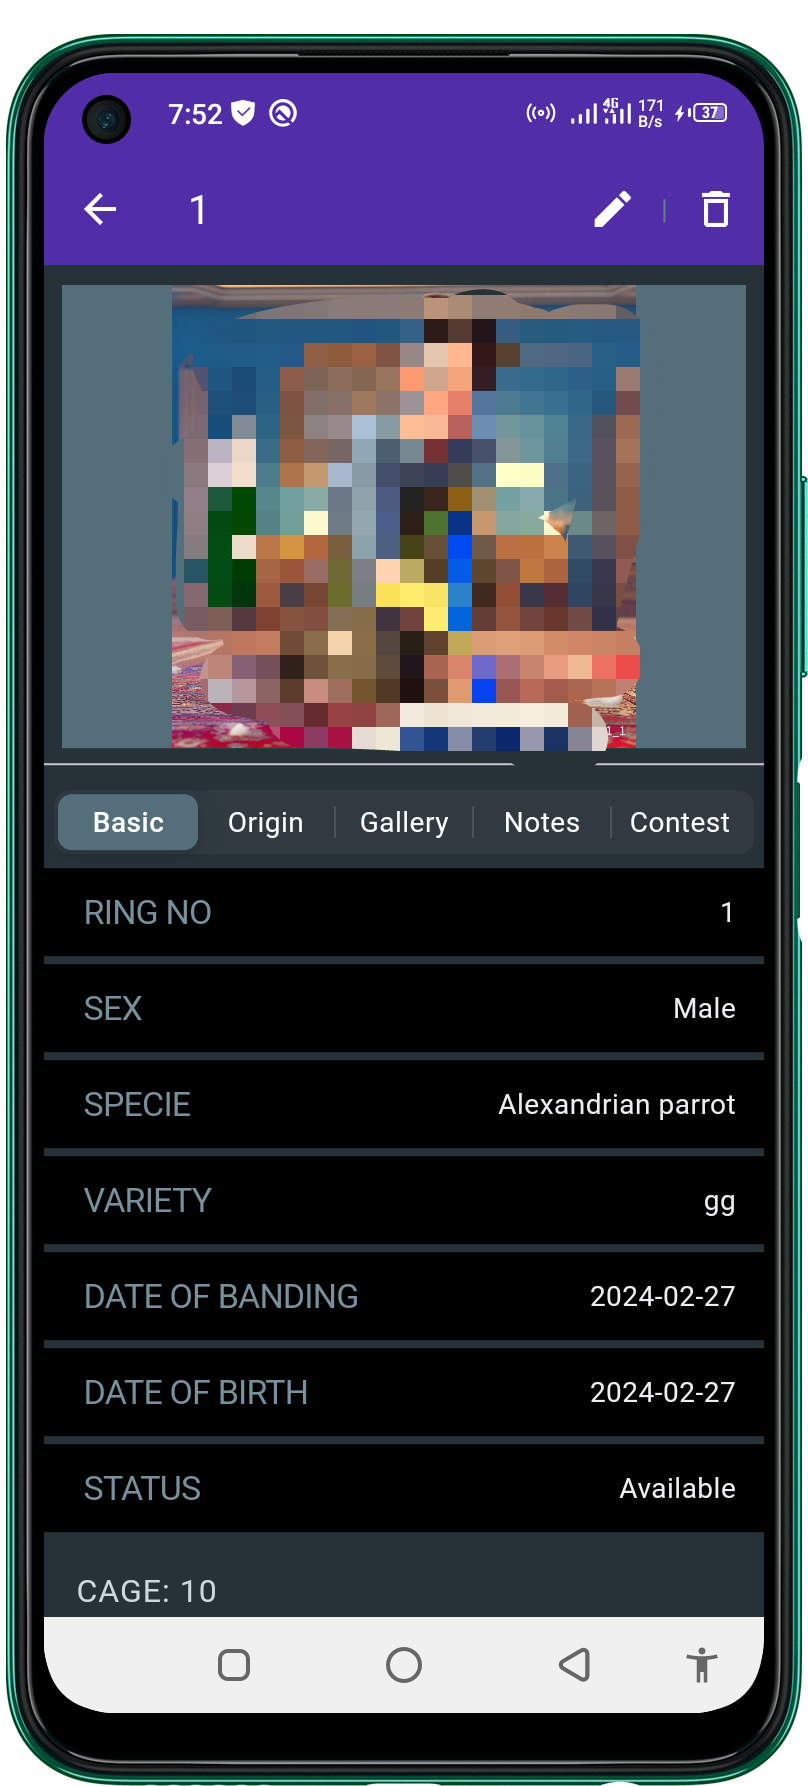 7:52 4G 171 B/s 37
1
1_1
Basic Origin Gallery Notes Contest
RING NO 1
SEX Male
SPECIE Alexandrian parrot
VARIETY gg
DATE OF BANDING 2024-02-27
DATE OF BIRTH 2024-02-27
STATUS Available
CAGE: 10